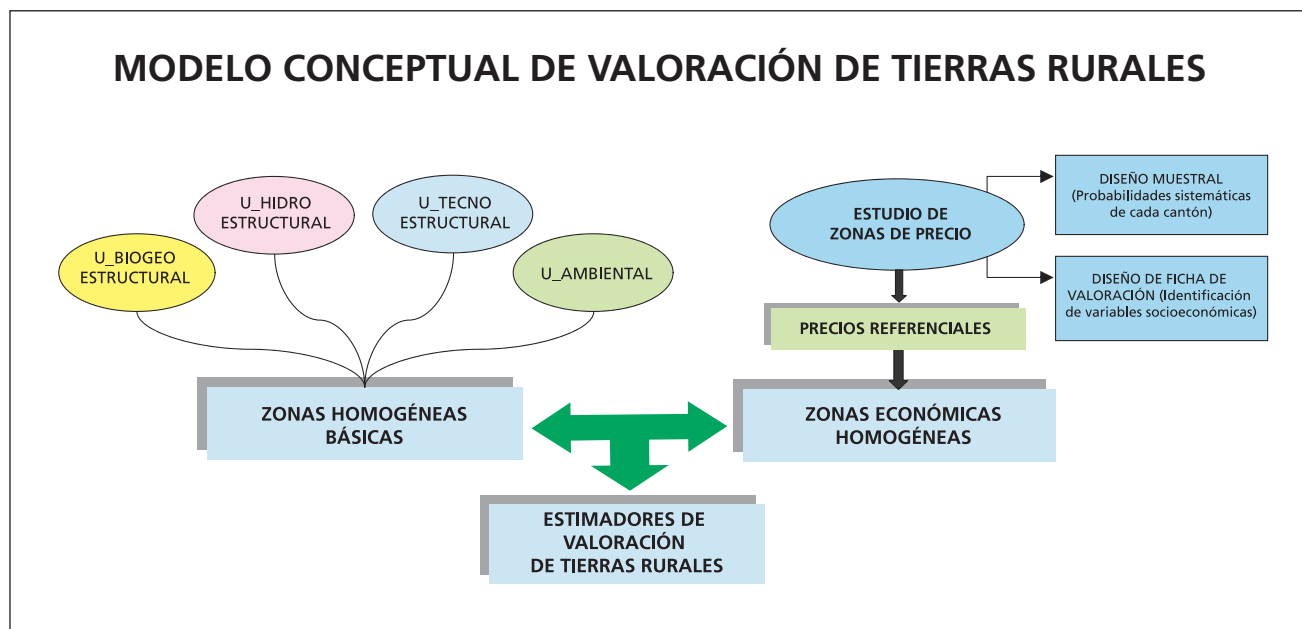 MODELO CONCEPTUAL DE VALORACIÓN DE TIERRAS RURALES
U_BIOGEO
ESTRUCTURAL
U_HIDRO
ESTRUCTURAL
U_TECNO
ESTRUCTURAL
U_AMBIENTAL
ZONAS HOMOGÉNEAS
BÁSICAS
ESTUDIO DE
ZONAS DE PRECIO
DISEÑO MUESTRAL
(Probabilidades sistemáticas
de cada cantón)
DISEÑO DE FICHA DE
VALORACIÓN (Identificación
de variables socioeconómicas)
PRECIOS REFERENCIALES
ZONAS ECONÓMICAS
HOMOGÉNEAS
ESTIMADORES DE
VALORACIÓN
DE TIERRAS RURALES